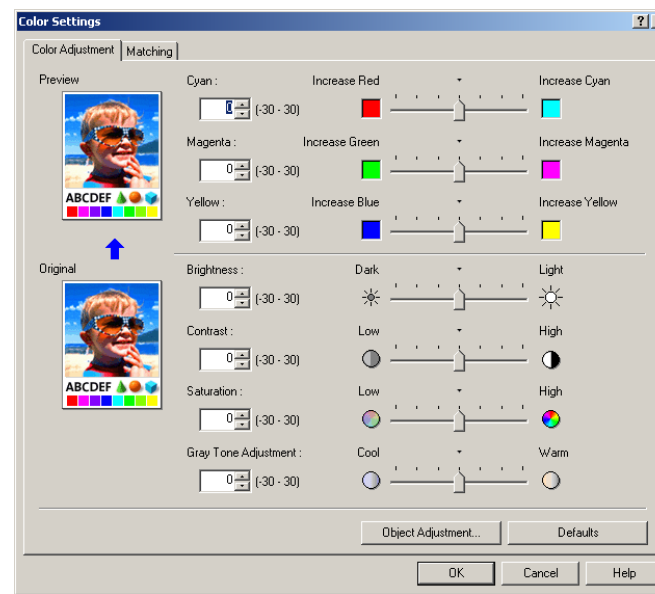 Color Settings ?
Color Adjustment Matching
Preview Cyan : Increase Red Increase Cyan
0 (-30 - 30)
Magenta : Increase Green Increase Magenta
0 (-30 - 30)
ABCDEF
Yellow : Increase Blue Increase Yellow
0 (-30 - 30)
Original Brightness : Dark Light
0 (-30 - 30)
Contrast : Low High
0 (-30 - 30)
ABCDEF
Saturation : Low High
0 (-30 - 30)
Gray Tone Adjustment : Cool Warm
0 (-30 - 30)
Object Adjustment... Defaults
OK Cancel Help